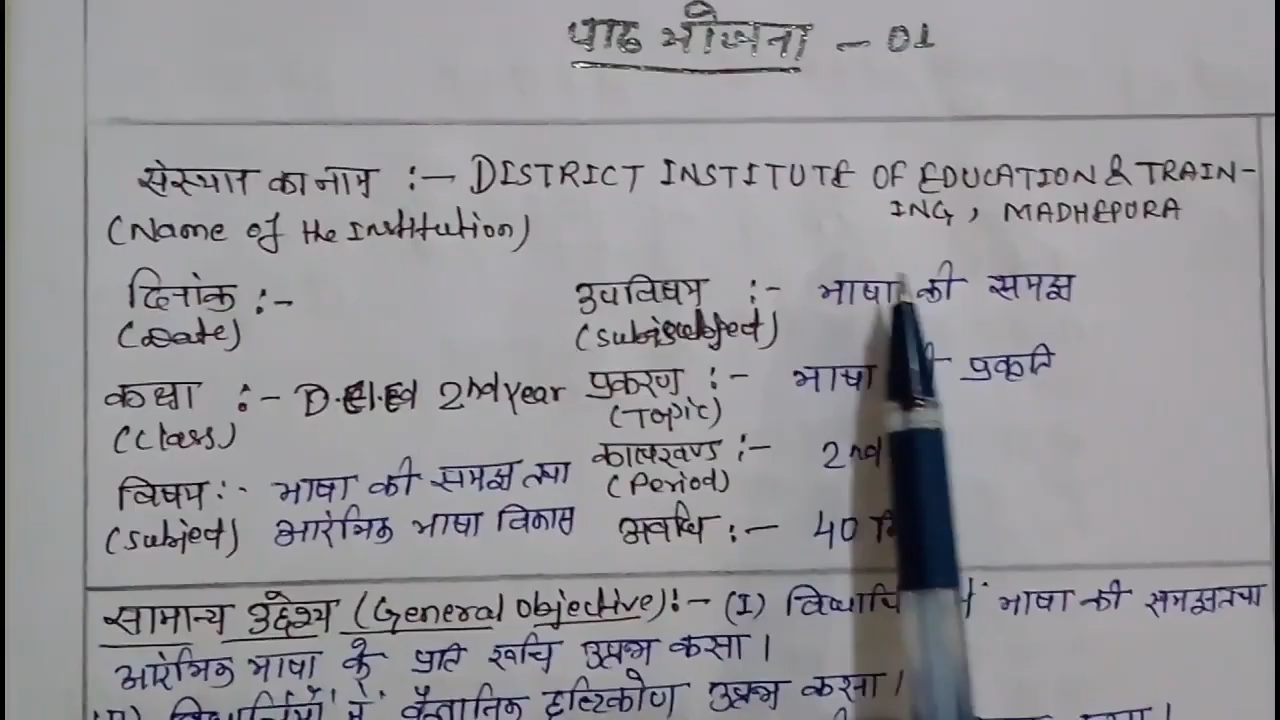 पाठ योजना – 01
संस्थान का नाम :- DISTRICT INSTITUTE OF EDUCATION & TRAIN-
(Name of the Institution) ING, MADHEPURA
दिनांक :- उपविषय :- भाषा की समझ
(Date) (Subject)
कक्षा :- D.El.Ed 2nd Year प्रकरण :- भाषा की प्रकृति
(Class) (Topic)
विषय :- भाषा की समझ तथा कालखण्ड :- 2nd
(Subject) आरंभिक भाषा विकास (Period)
अवधि :- 40
सामान्य उद्देश्य (General objective) :- (I) भाषा की समझ तथा
आरंभिक भाषा के प्रति रुचि उत्पन्न करना।
विद्यार्थियों में वैज्ञानिक दृष्टिकोण उत्पन्न करना।